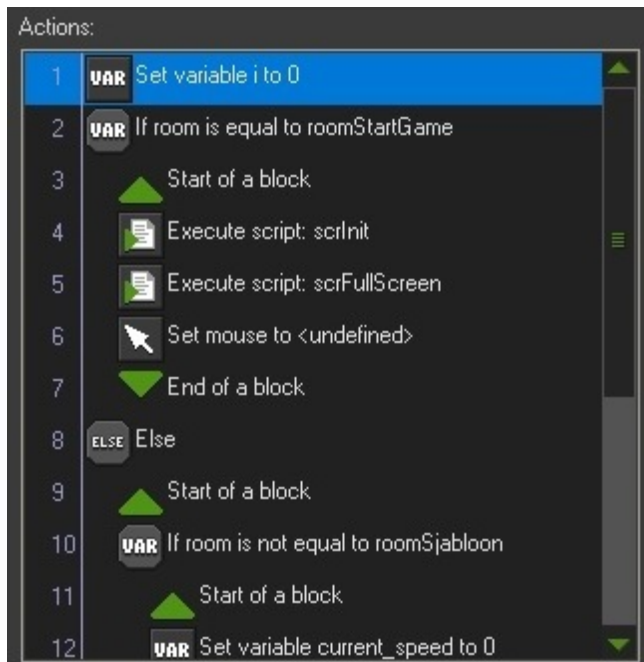 Actions:
1 VAR Set variable i to 0
2 VAR If room is equal to roomStartGame
3 Start of a block
4 Execute script: scrInit
5 Execute script: scrFullScreen
6 Set mouse to <undefined>
7 End of a block
8 ELSE Else
9 Start of a block
10 VAR If room is not equal to roomSjabloon
11 Start of a block
12 VAR Set variable current_speed to 0